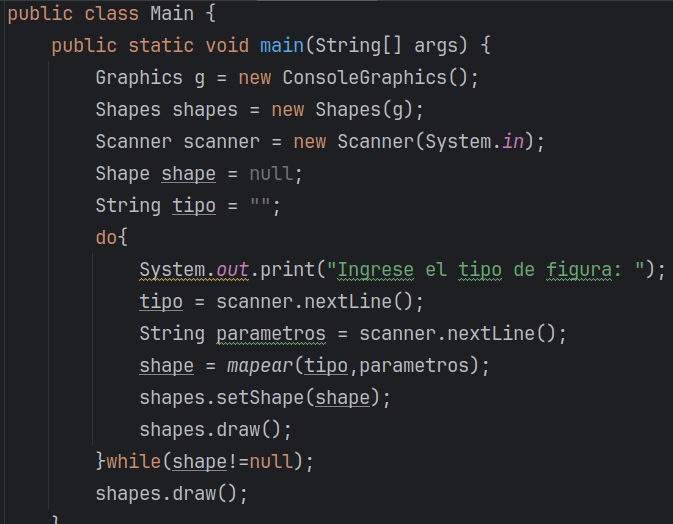 public class Main {
public static void main(String[] args) {
Graphics g = new ConsoleGraphics();
Shapes shapes = new Shapes(g);
Scanner scanner = new Scanner(System.in);
Shape shape = null;
String tipo = "";
do{
System.out.print("Ingrese el tipo de figura: ");
tipo = scanner.nextLine();
String parametros = scanner.nextLine();
shape = mapear(tipo,parametros);
shapes.setShape(shape);
shapes.draw();
}while(shape!=null);
shapes.draw();
}